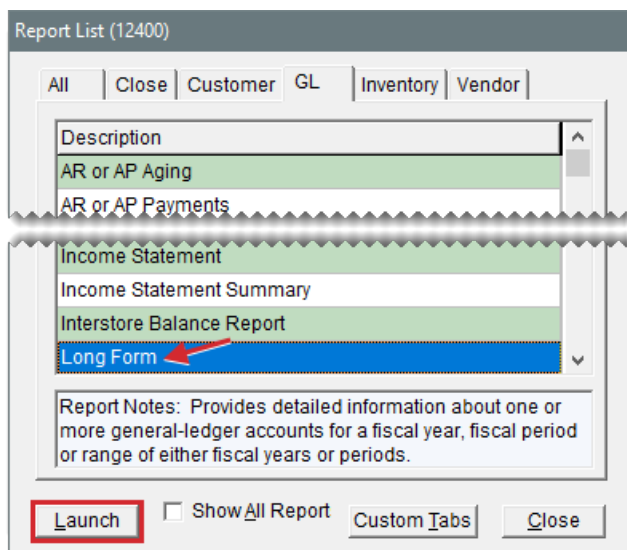 Report List (12400)
All Close Customer GL Inventory Vendor
Description
AR or AP Aging
AR or AP Payments
Income Statement
Income Statement Summary
Interstore Balance Report
Long Form
Report Notes: Provides detailed information about one or
more general-ledger accounts for a fiscal year, fiscal period
or range of either fiscal years or periods.
Launch Show All Report Custom Tabs Close